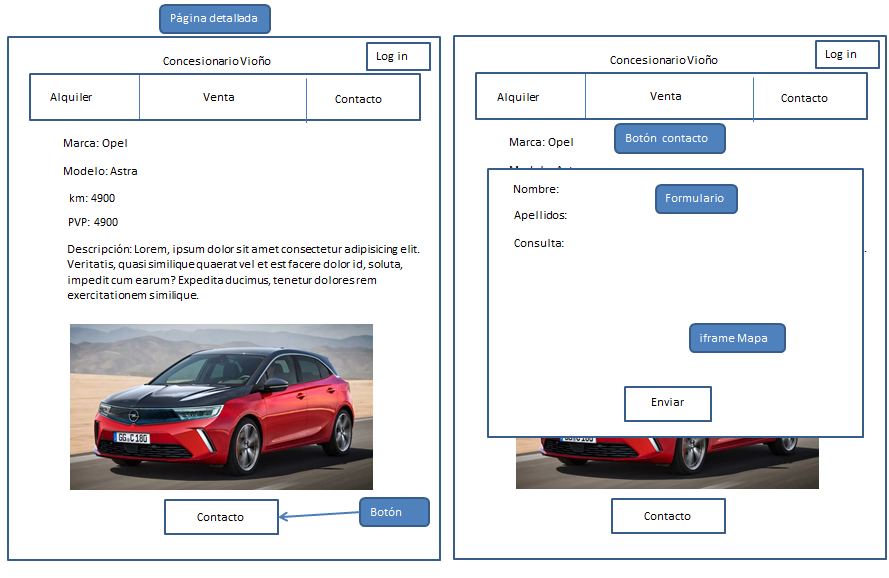 Página detallada
Concesionario Vioño
Log in
Alquiler
Venta
Contacto
Marca: Opel
Modelo: Astra
km: 4900
PVP: 4900
Descripción: Lorem, ipsum dolor sit amet consectetur adipisicing elit.
Veritatis, quasi similique quaerat vel et est facere dolor id, soluta,
impedit cum earum? Expedita ducimus, tenetur dolores rem
exercitationem similique.
GG·C 180
Contacto
Botón
Concesionario Vioño
Log in
Alquiler
Venta
Contacto
Marca: Opel
Botón contacto
Nombre:
Formulario
Apellidos:
Consulta:
iframe Mapa
Enviar
Contacto